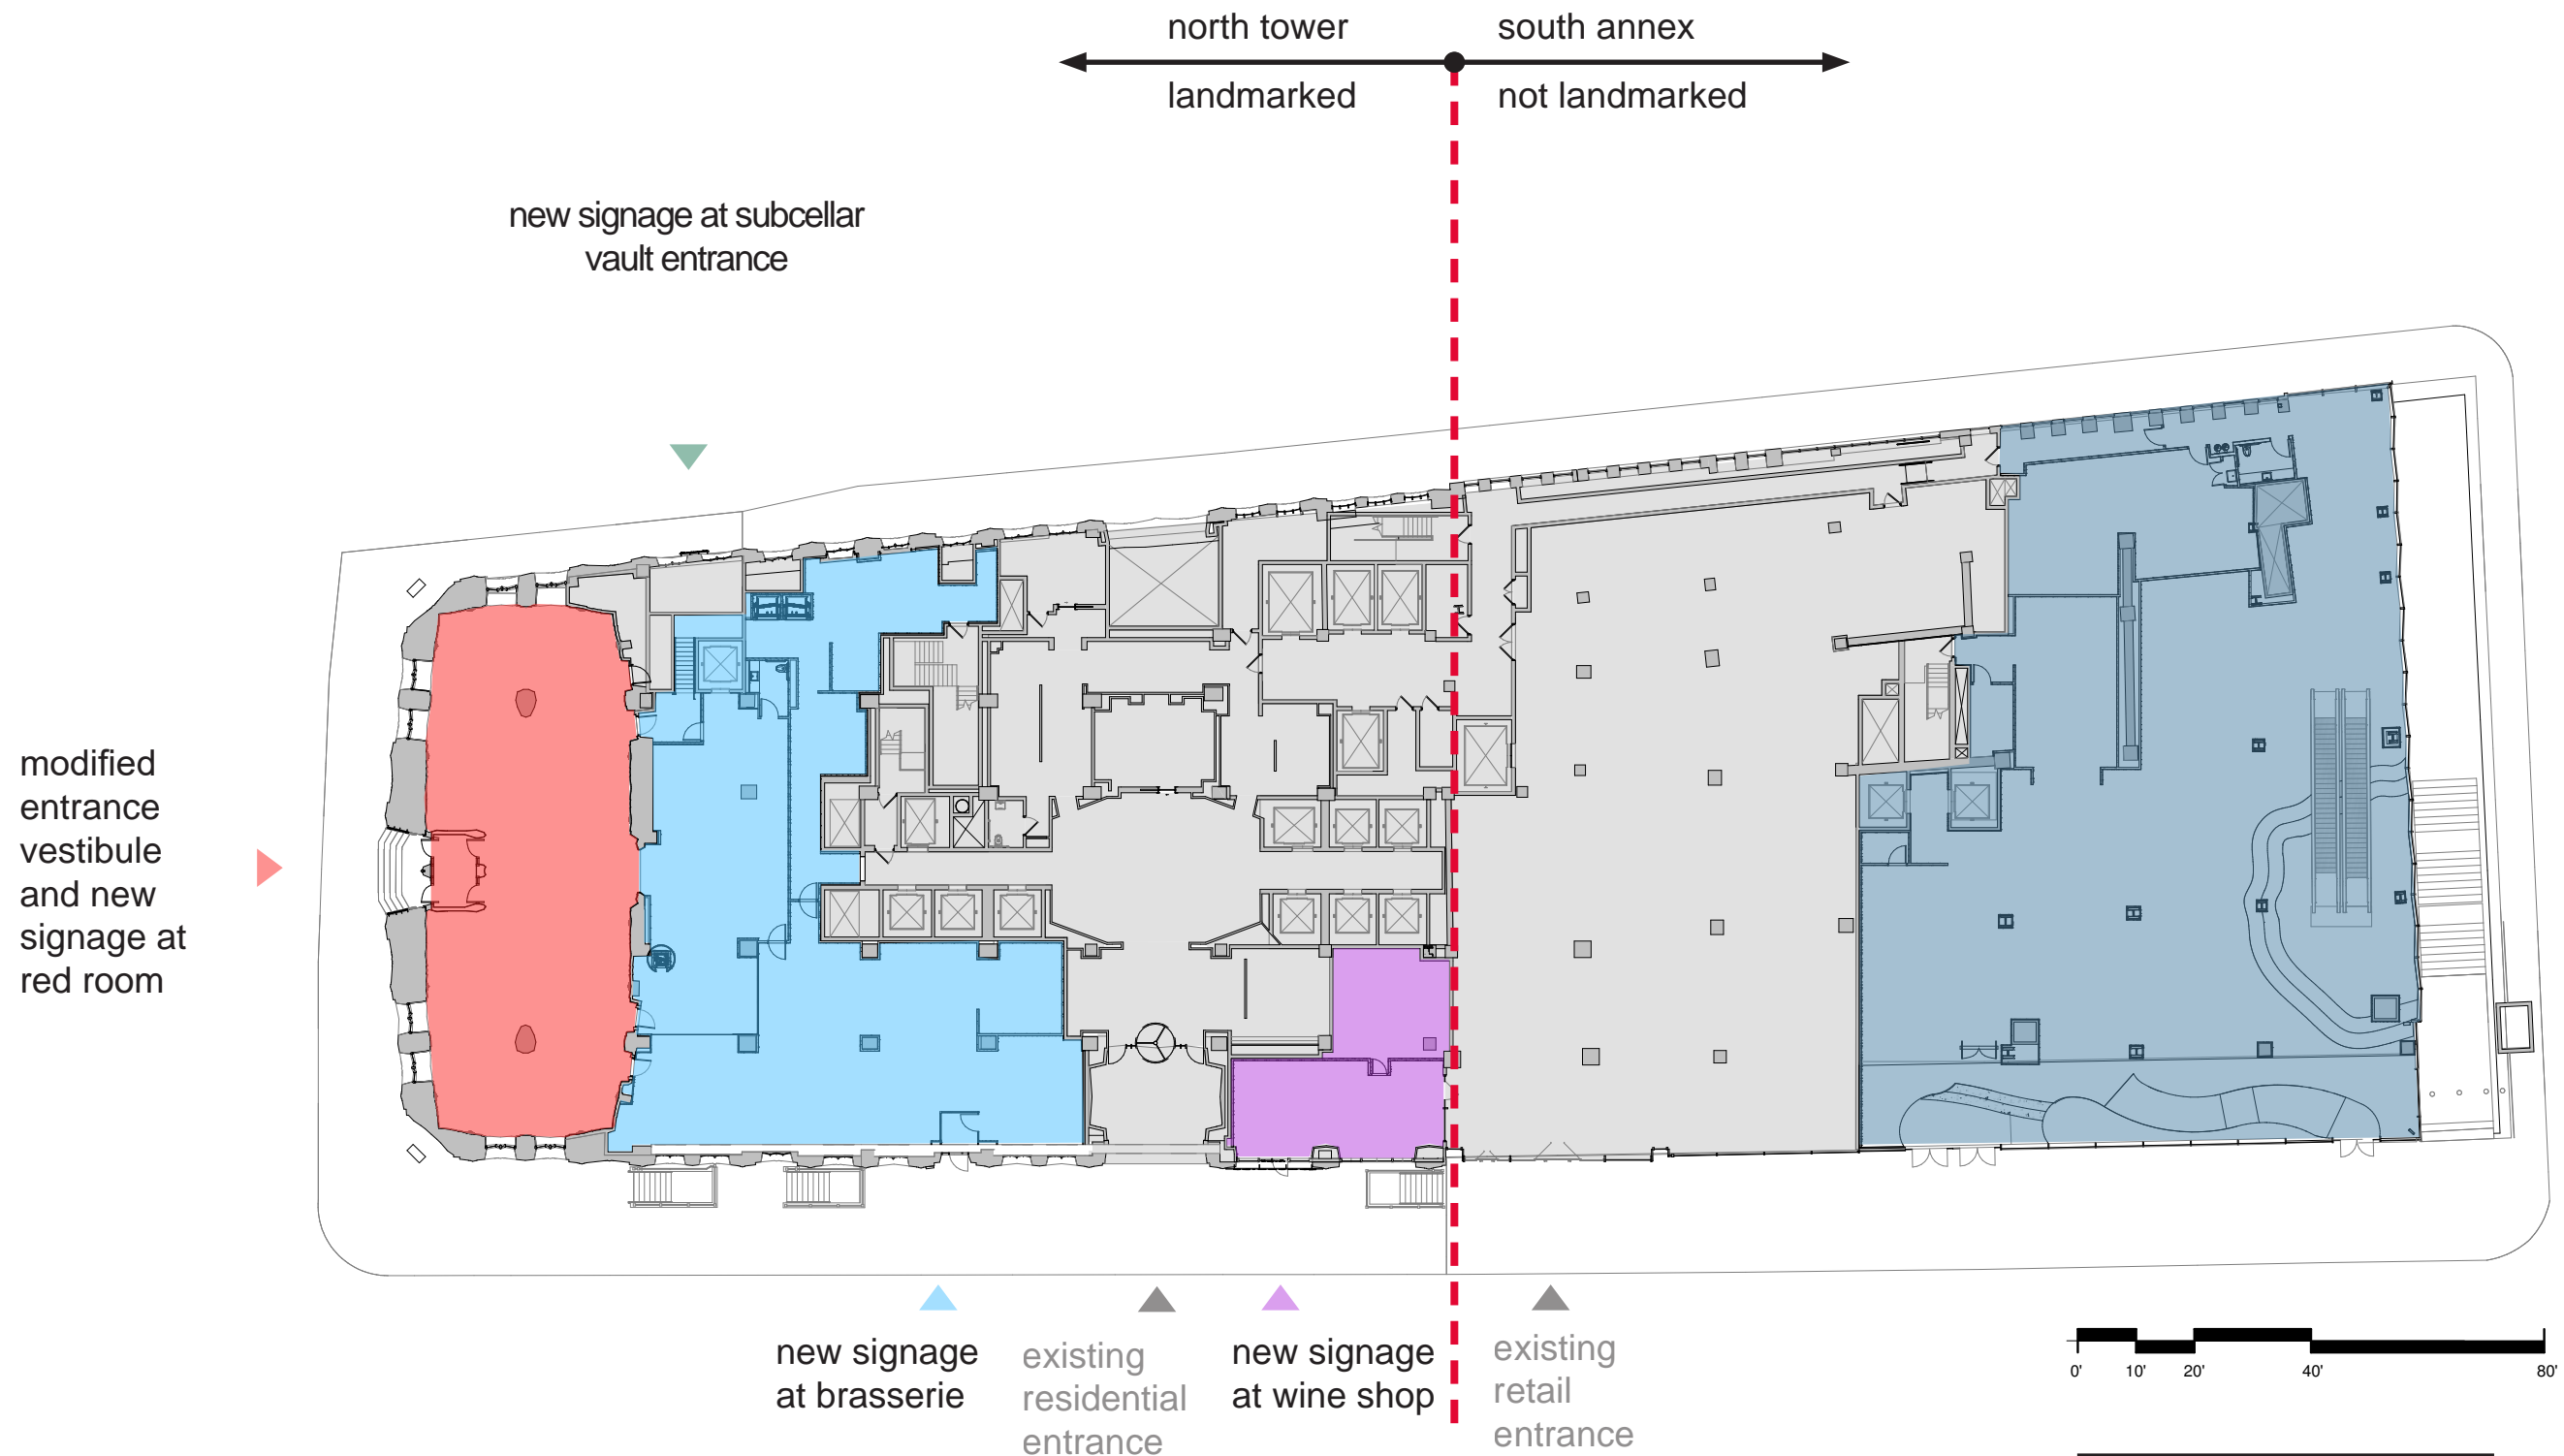 north tower
south annex
landmarked
not landmarked
new signage at subcellar
vault entrance
modified
entrance
vestibule
and new
signage at
red room
new signage
at brasserie
existing
residential
entrance
new signage
at wine shop
existing
retail
entrance
0' 10' 20' 40' 80'